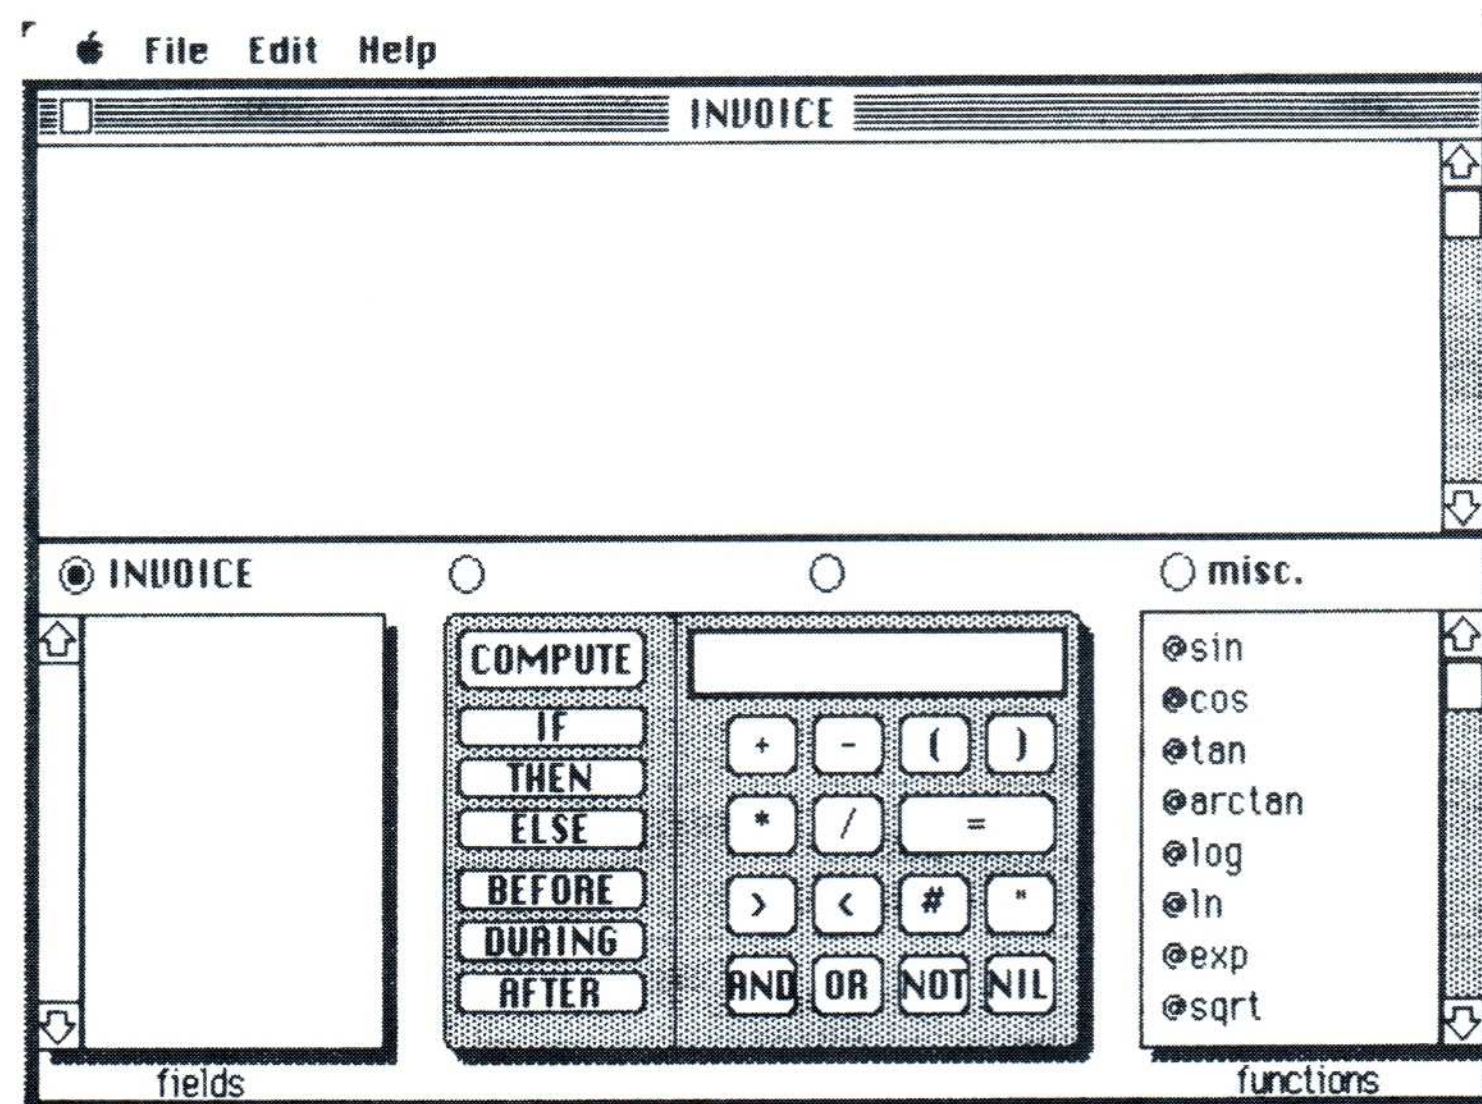 File Edit Help
INVOICE
INVOICE
misc.
COMPUTE
IF
THEN
ELSE
BEFORE
DURING
AFTER
+ - ( )
* / =
> < # "
AND OR NOT NIL
@sin
@cos
@tan
@arctan
@log
@ln
@exp
@sqrt
fields
functions